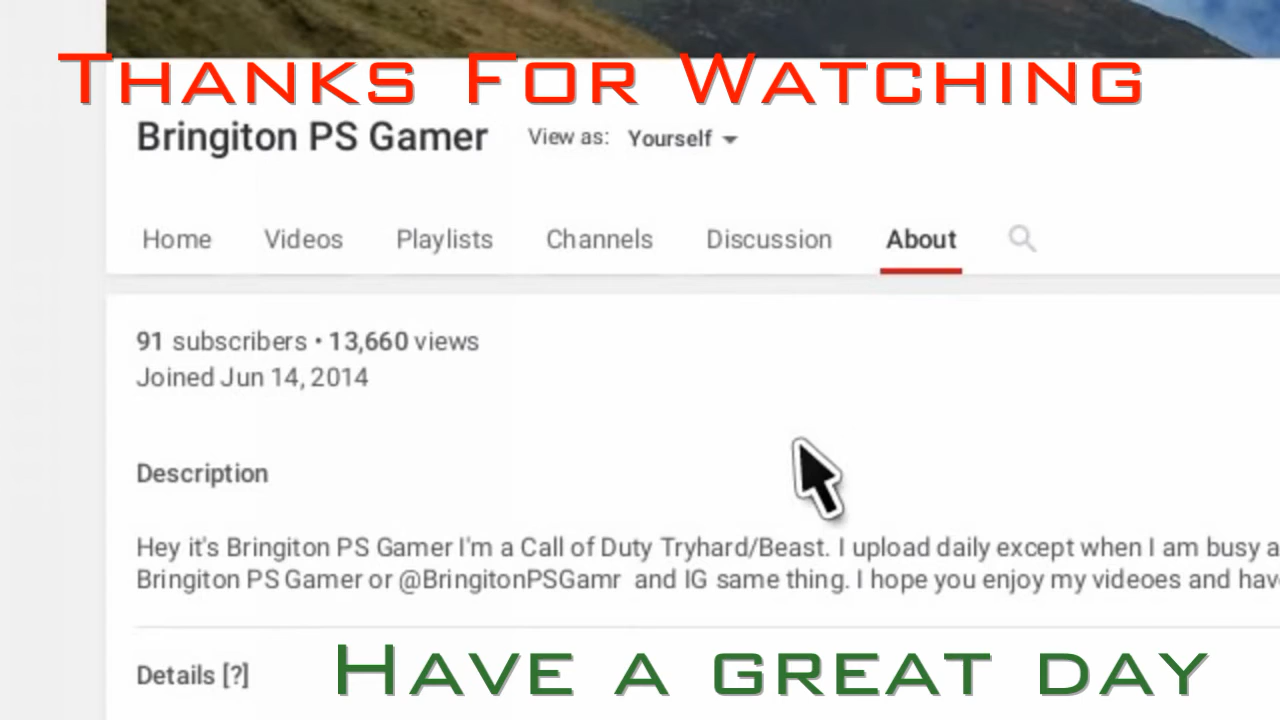 THANKS FOR WATCHING
Bringiton PS Gamer View as: Yourself
Home Videos Playlists Channels Discussion About
91 subscribers • 13,660 views
Joined Jun 14, 2014
Description
Hey it's Bringiton PS Gamer I'm a Call of Duty Tryhard/Beast. I upload daily except when I am busy a
Bringiton PS Gamer or @BringitonPSGamr and IG same thing. I hope you enjoy my videoes and hav
Details [?]
HAVE A GREAT DAY